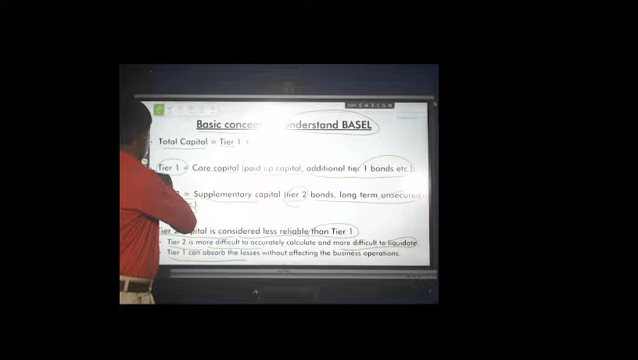 Basic concep understand BASEL
Total Capital = Tier 1 +
Tier 1 = Core capital (paid up capital, additional tier 1 bonds etc)
= Supplementary capital (tier 2 bonds, long term unsecured
Tier 2 capital is considered less reliable than Tier 1
- Tier 2 is more difficult to accurately calculate and more difficult to liquidate.
- Tier 1 can absorb the losses without affecting the business operations.